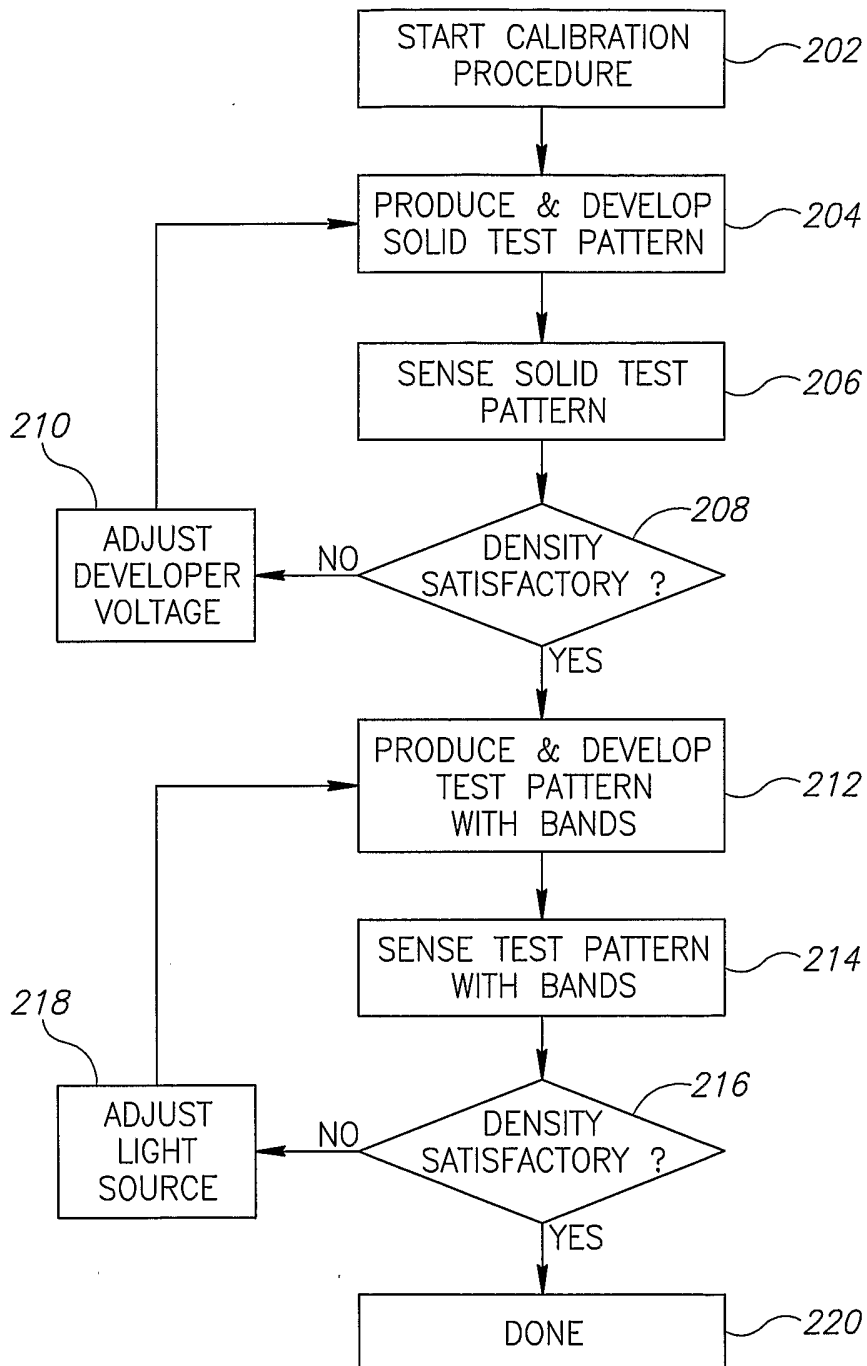 START CALIBRATION
PROCEDURE
202
PRODUCE & DEVELOP
SOLID TEST PATTERN
204
SENSE SOLID TEST
PATTERN
206
210
ADJUST
DEVELOPER
VOLTAGE
NO
DENSITY
SATISFACTORY ?
208
YES
PRODUCE & DEVELOP
TEST PATTERN
WITH BANDS
212
SENSE TEST PATTERN
WITH BANDS
214
218
ADJUST
LIGHT
SOURCE
NO
DENSITY
SATISFACTORY ?
216
YES
DONE
220